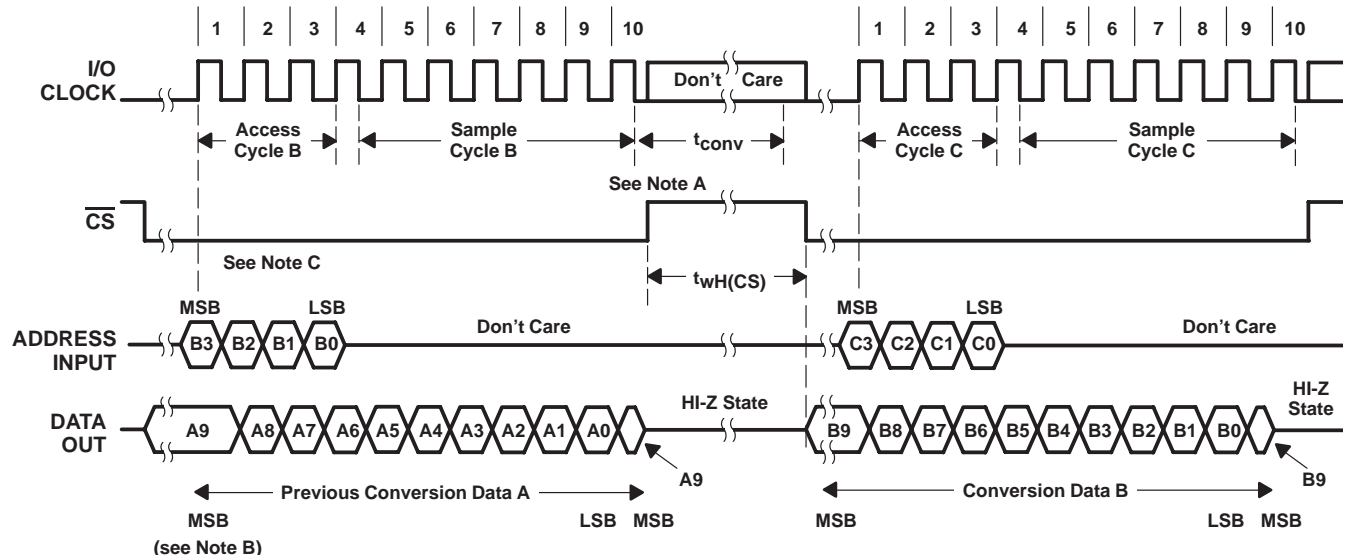 1 2 3 4 5 6 7 8 9 10 1 2 3 4 5 6 7 8 9 10
I/O
CLOCK
Don't Care
Access
Cycle B
Sample
Cycle B
tconv
Access
Cycle C
Sample
Cycle C
See Note A
CS
See Note C
twH(CS)
MSB LSB MSB LSB
ADDRESS
INPUT
B3 B2 B1 B0 Don't Care C3 C2 C1 C0 Don't Care
HI-Z State
HI-Z
State
DATA
OUT
A9 A8 A7 A6 A5 A4 A3 A2 A1 A0 B9 B8 B7 B6 B5 B4 B3 B2 B1 B0
A9 B9
Previous Conversion Data A Conversion Data B
MSB LSB MSB MSB LSB MSB
(see Note B)